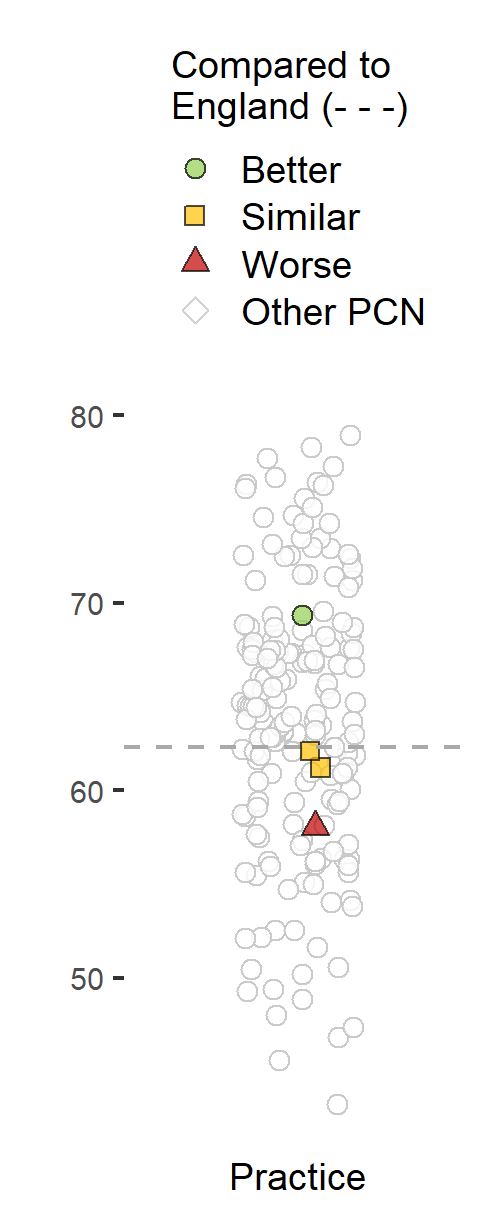 Compared to
England (- - -)
Better
Similar
Worse
Other PCN
80
70
60
50
Practice